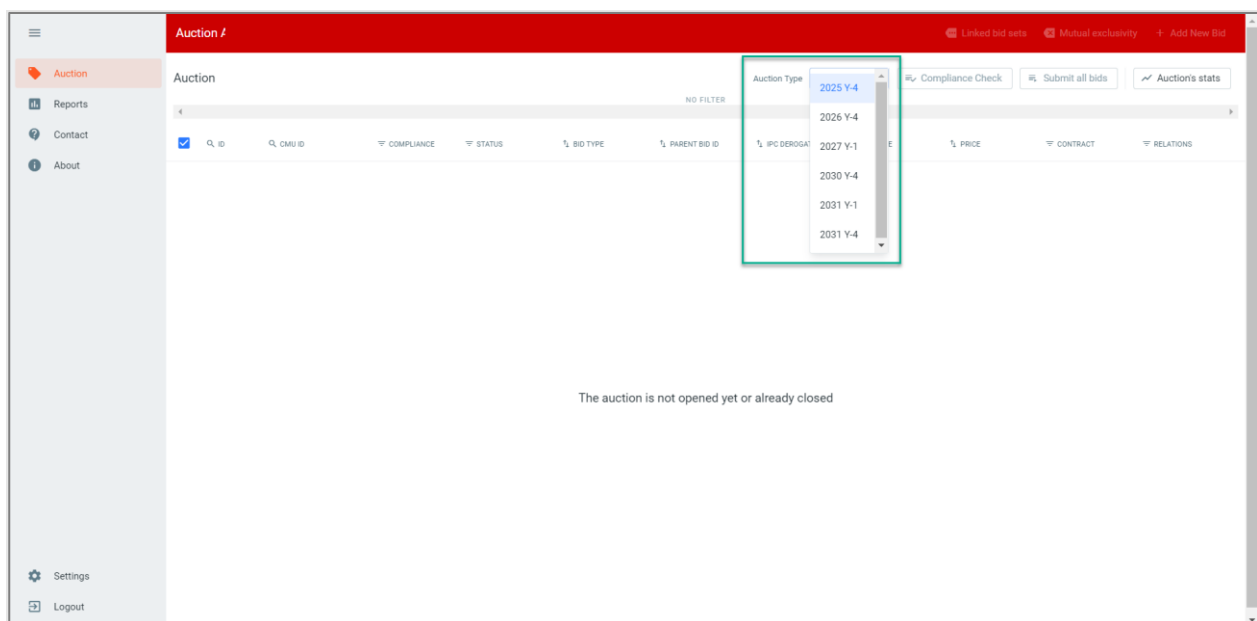 Auction
Linked bid sets
Mutual exclusivity
+ Add New Bid
Auction
Reports
Contact
About
Auction
Auction Type
Compliance Check
Submit all bids
Auction's stats
NO FILTER
2025 Y-4
2026 Y-4
2027 Y-1
2030 Y-4
2031 Y-1
2031 Y-4
ID
CMU ID
COMPLIANCE
STATUS
BID TYPE
PARENT BID ID
IPC DEROGAT
E
PRICE
CONTRACT
RELATIONS
The auction is not opened yet or already closed
Settings
Logout